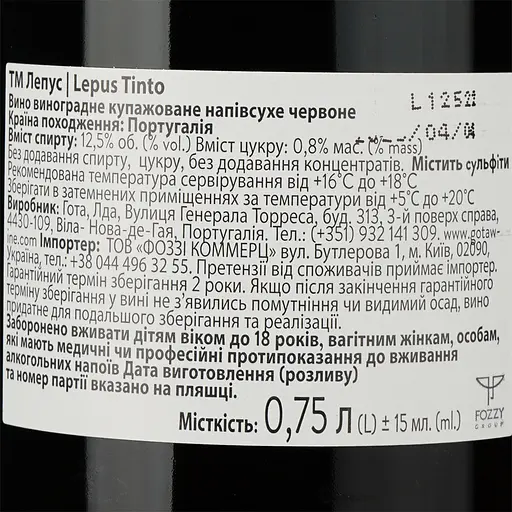 ТМ Лепус | Lepus Tinto
L12521
Вино виноградне купажоване напівсухе червоне
Країна походження: Португалія
/04/
Вміст спирту: 12,5% об. (% vol.) Вміст цукру: 0,8% мас. (% mass)
Без додавання спирту, цукру, без додавання концентратів. Містить сульфіти
Рекомендована температура сервірування від +16°C до +18°C
Зберігати в затемнених приміщеннях за температури від +5°C до +20°C
Виробник: Гота, Лда, Вулиця Генерала Торреса, буд. 313, 3-й поверх справа,
4430-109, Віла- Нова-де-Гая, Португалія. Тел.: (+351) 932 141 309. www.gotaw-
ine.com Імпортер: ТОВ «ФОЗЗІ КОММЕРЦ» вул. Бутлерова 1, м. Київ, 02090,
Україна, тел.: +38 044 496 32 55. Претензії від споживачів приймає імпортер.
Гарантійний термін зберігання 2 роки. Якщо після закінчення гарантійного
терміну зберігання у вині не з’явились помутніння чи видимий осад, вино
придатне для подальшого зберігання та реалізації.
Заборонено вживати дітям віком до 18 років, вагітним жінкам, особам,
які мають медичні чи професійні протипоказання до вживання
алкогольних напоїв Дата виготовлення (розливу)
та номер партії вказано на пляшці.
Місткість: 0,75 Л (L) ± 15 мл. (ml.)
FOZZY
GROUP